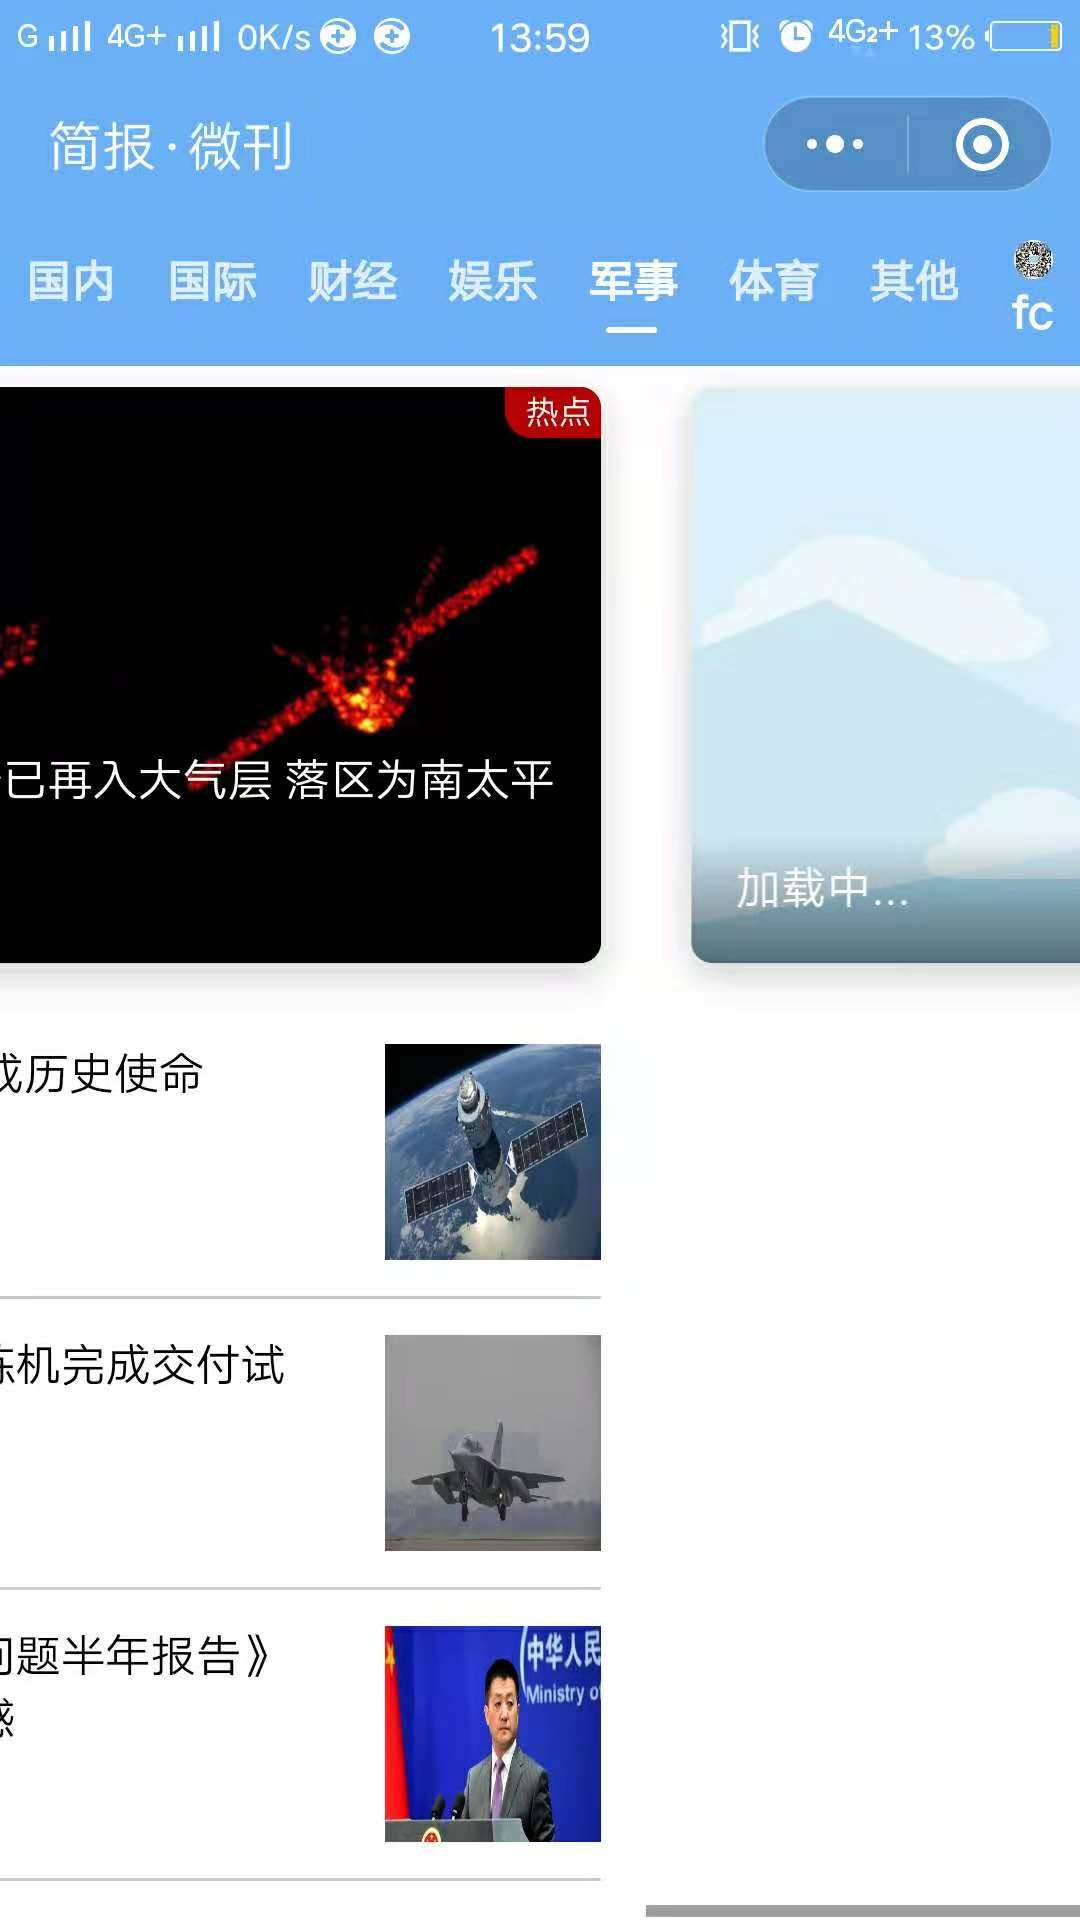 G 4G+ 0K/s 13:59 4G2+ 13%
简报·微刊
国内 国际 财经 娱乐 军事 体育 其他 fc
热点
已再入大气层 落区为南太平
加载中...
成历史使命
练机完成交付试
问题半年报告》
中华人民
Ministry of